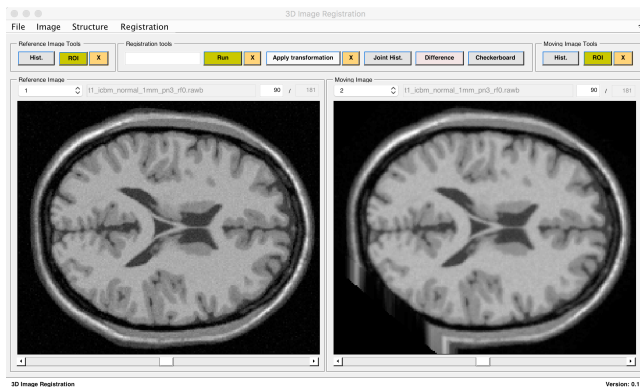 3D Image Registration
File Image Structure Registration
Reference Image Tools
Registration tools
Moving Image Tools
Hist. ROI X
Run X Apply transformation X Joint Hist. Difference Checkerboard
Hist. ROI X
Reference Image
Moving Image
1 t1_icbm_normal_1mm_pn3_rf0.rawb 90 / 181
2 t1_icbm_normal_1mm_pn3_rf0.rawb 90 / 181
3D Image Registration
Version: 0.1